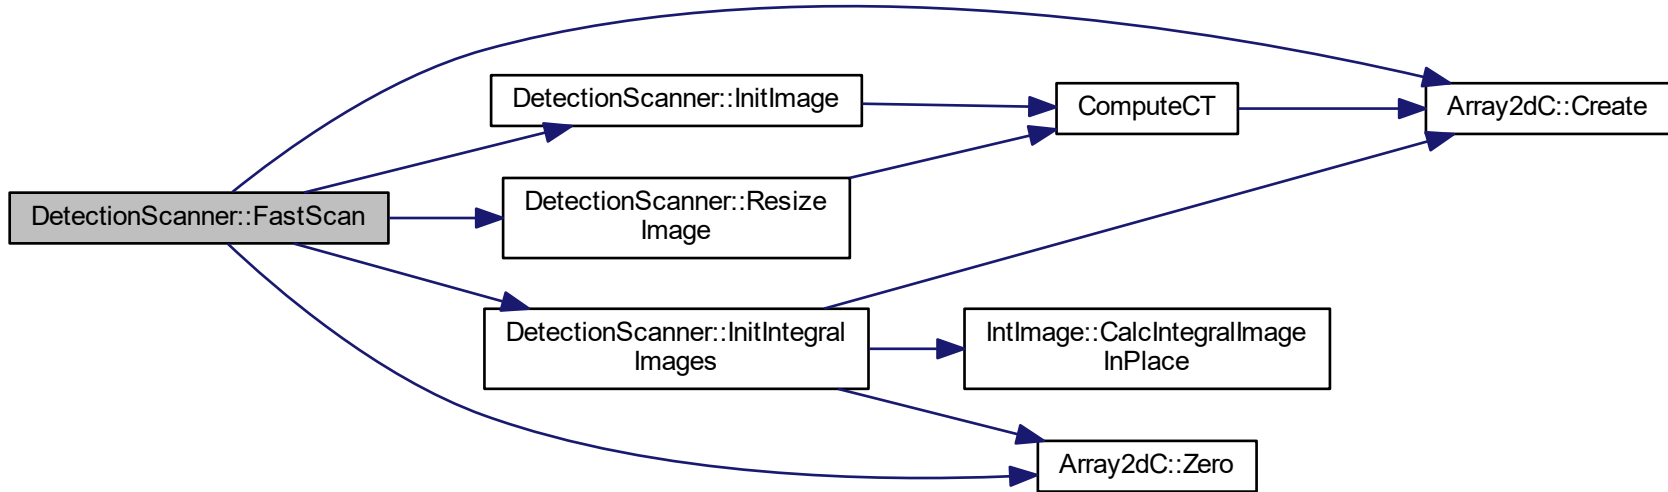 DetectionScanner::FastScan
DetectionScanner::InitImage
DetectionScanner::Resize
Image
DetectionScanner::InitIntegral
Images
ComputeCT
IntImage::CalcIntegralImage
InPlace
Array2dC::Zero
Array2dC::Create